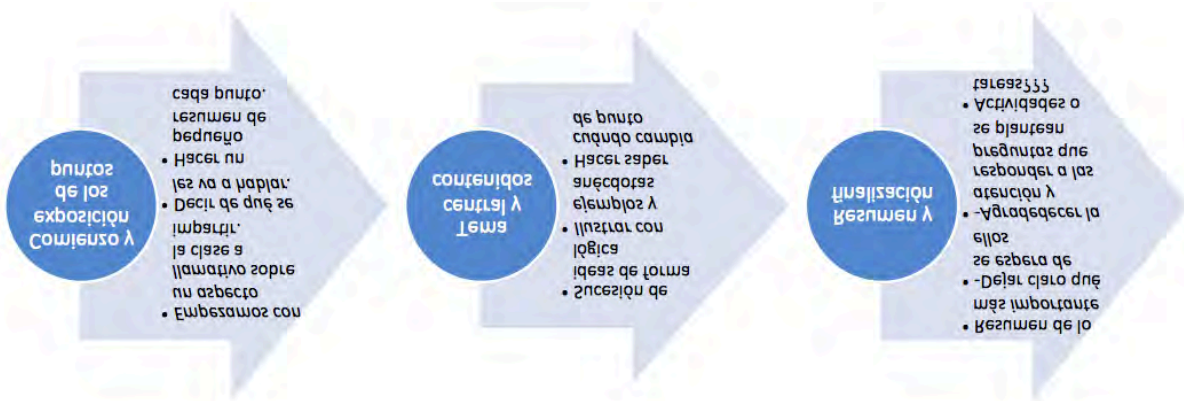 Comienzo y
exposición
de los
puntos
• Empezamos con
un aspecto
llamativo sobre
la clase a
impartir.
• Decir de qué se
les va a hablar.
• Hacer un
pequeño
resumen de
cada punto.
Tema
central y
contenidos
• Sucesión de
ideas de forma
lógica
• Ilustrar con
ejemplos y
anécdotas
• Hacer saber
cuándo cambia
de punto
Resumen y
finalización
• Resumen de lo
más importante
• -Dejar claro qué
se espera de
ellos
• -Agradedecer la
atención y
responder a las
preguntas que
se plantean
• Actividades o
tareas???